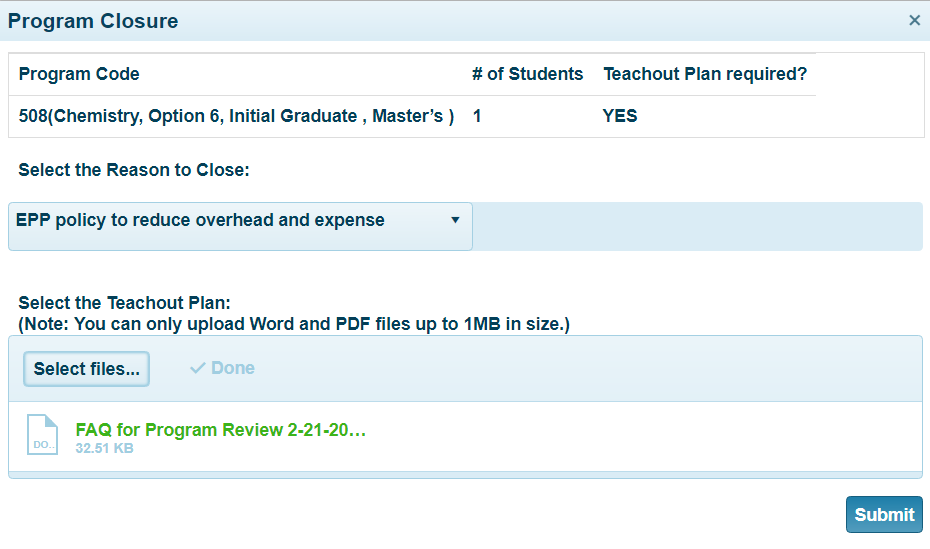 Program Closure
Program Code # of Students Teachout Plan required?
508(Chemistry, Option 6, Initial Graduate , Master's ) 1 YES
Select the Reason to Close:
EPP policy to reduce overhead and expense
Select the Teachout Plan:
(Note: You can only upload Word and PDF files up to 1MB in size.)
Select files... Done
DO.. FAQ for Program Review 2-21-20…
32.51 KB
Submit